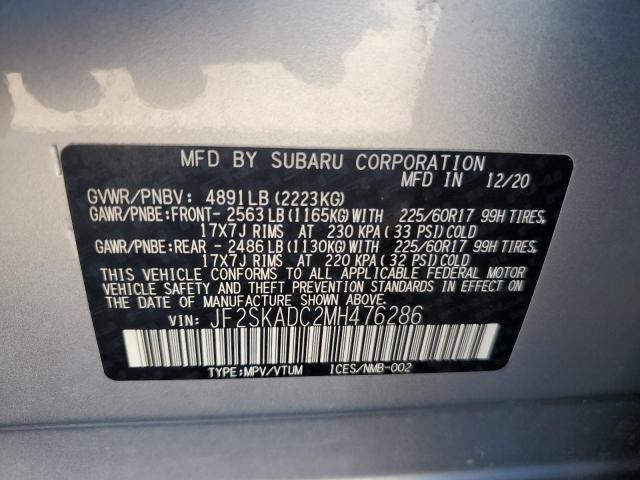 MFD BY SUBARU CORPORATION
MFD IN 12/20
GVWR/PNBV: 4891LB (2223KG)
GAWR/PNBE:FRONT- 2563LB(1165KG)WITH 225/60R17 99H TIRES,
17X7J RIMS AT 230 KPA ( 33 PSI)COLD
GAWR/PNBE:REAR - 2486LB(1130KG)WITH 225/60R17 99H TIRES,
17X7J RIMS AT 220 KPA( 32 PSI)COLD
THIS VEHICLE CONFORMS TO ALL APPLICABLE FEDERAL MOTOR
VEHICLE SAFETY AND THEFT PREVENTION STANDARDS IN EFFECT ON
THE DATE OF MANUFACTURE SHOWN ABOVE.
VIN: JF2SKADC2MH476286
TYPE:MPV/VTUM ICES/NMB-002